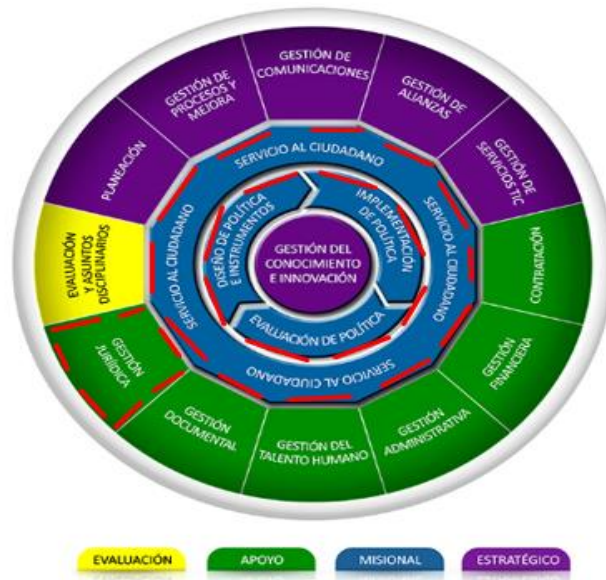 GESTIÓN DE
COMUNICACIONES
GESTIÓN DE
ALIANZAS
GESTIÓN DE
SERVICIOS TIC
CONTRATACIÓN
GESTIÓN
FINANCIERA
GESTIÓN
ADMINISTRATIVA
GESTIÓN DEL
TALENTO HUMANO
GESTIÓN
DOCUMENTAL
GESTIÓN
JURÍDICA
EVALUACIÓN
Y ASUNTOS
DISCIPLINARIOS
PLANEACIÓN
GESTIÓN DE
PROCESOS Y
MEJORA
SERVICIO AL CIUDADANO
SERVICIO AL CIUDADANO
SERVICIO AL CIUDADANO
SERVICIO AL CIUDADANO
DISEÑO DE POLÍTICA
E INSTRUMENTOS
IMPLEMENTACIÓN
DE POLÍTICA
EVALUACIÓN DE POLÍTICA
GESTIÓN DEL
CONOCIMIENTO
E INNOVACIÓN
EVALUACIÓN
APOYO
MISIONAL
ESTRATÉGICO